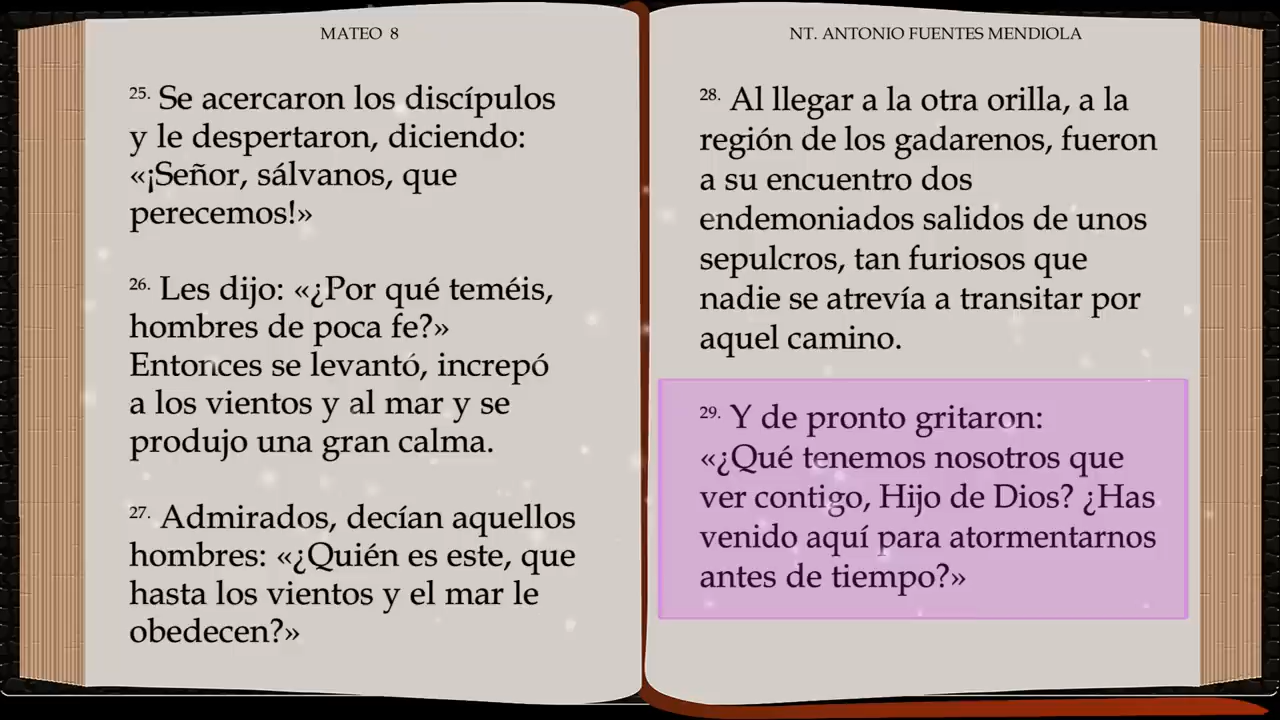 MATEO 8
25. Se acercaron los discípulos
y le despertaron, diciendo:
«¡Señor, sálvanos, que
perecemos!»
26. Les dijo: «¿Por qué teméis,
hombres de poca fe?»
Entonces se levantó, increpó
a los vientos y al mar y se
produjo una gran calma.
27. Admirados, decían aquellos
hombres: «¿Quién es este, que
hasta los vientos y el mar le
obedecen?»
NT. ANTONIO FUENTES MENDIOLA
28. Al llegar a la otra orilla, a la
región de los gadarenos, fueron
a su encuentro dos
endemoniados salidos de unos
sepulcros, tan furiosos que
nadie se atrevía a transitar por
aquel camino.
29. Y de pronto gritaron:
«¿Qué tenemos nosotros que
ver contigo, Hijo de Dios? ¿Has
venido aquí para atormentarnos
antes de tiempo?»